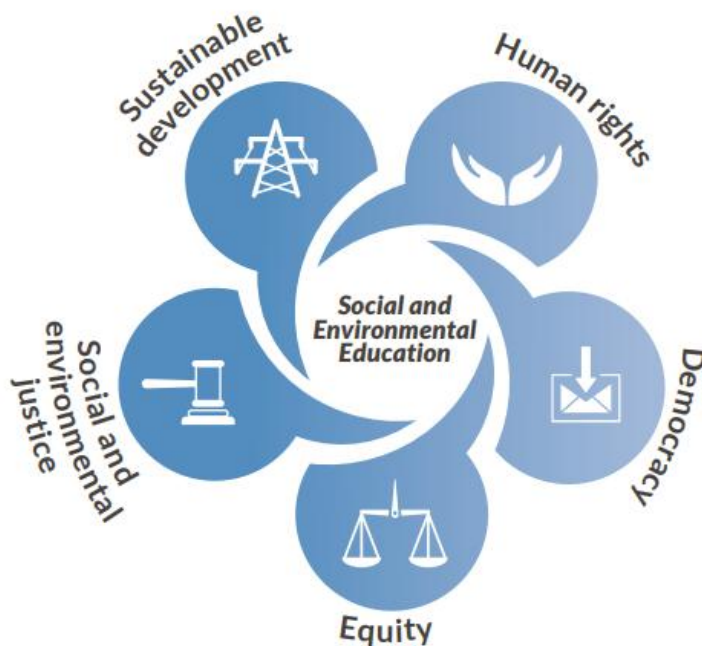 Sustainable
development
Human rights
Social and
Environmental
Education
Social and
environmental
justice
Democracy
Equity